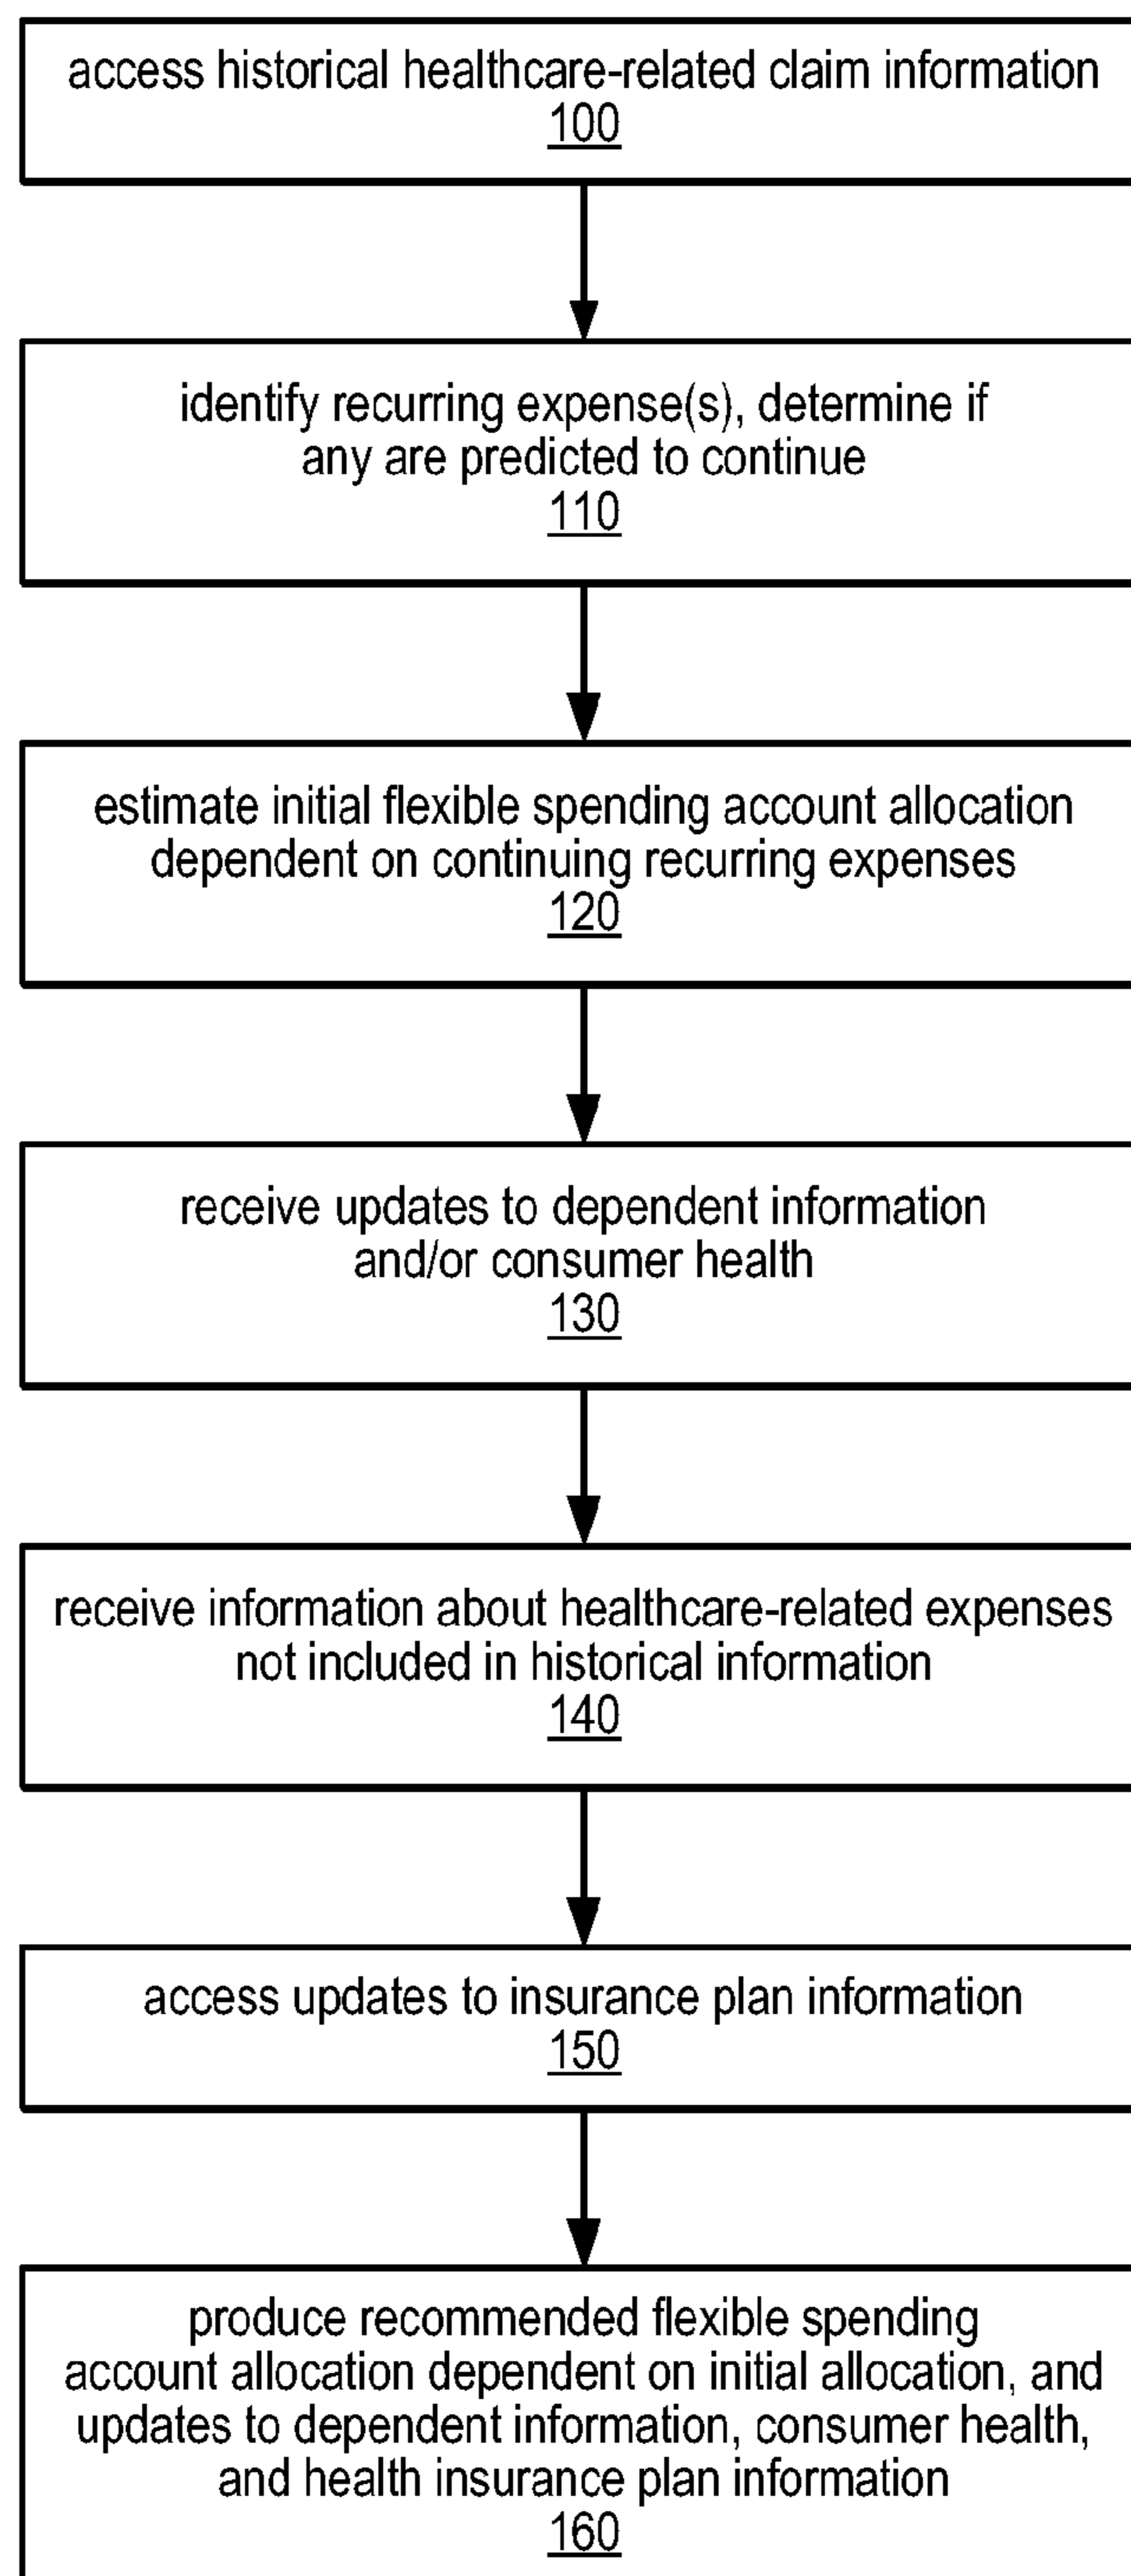 access historical healthcare-related claim information
100
identify recurring expense(s), determine if
any are predicted to continue
110
estimate initial flexible spending account allocation
dependent on continuing recurring expenses
120
receive updates to dependent information
and/or consumer health
130
receive information about healthcare-related expenses
not included in historical information
140
access updates to insurance plan information
150
produce recommended flexible spending
account allocation dependent on initial allocation, and
updates to dependent information, consumer health,
and health insurance plan information
160